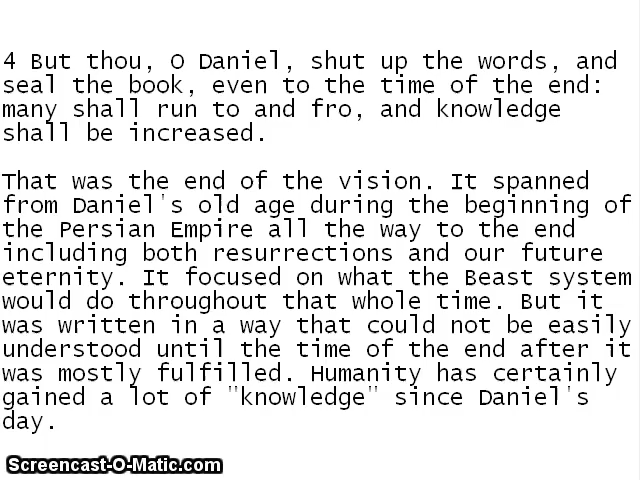 4 But thou, O Daniel, shut up the words, and
seal the book, even to the time of the end:
many shall run to and fro, and knowledge
shall be increased.
That was the end of the vision. It spanned
from Daniel's old age during the beginning of
the Persian Empire all the way to the end
including both resurrections and our future
eternity. It focused on what the Beast system
would do throughout that whole time. But it
was written in a way that could not be easily
understood until the time of the end after it
was mostly fulfilled. Humanity has certainly
gained a lot of "knowledge" since Daniel's
day.
Screencast-O-Matic.com